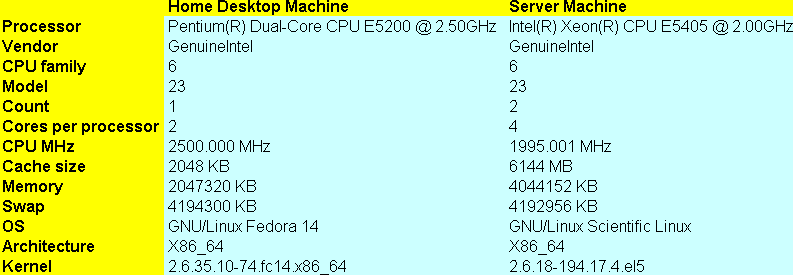 Home Desktop Machine Server Machine
Processor Pentium(R) Dual-Core CPU E5200 @ 2.50GHz Intel(R) Xeon(R) CPU E5405 @ 2.00GHz
Vendor GenuineIntel GenuineIntel
CPU family 6 6
Model 23 23
Count 1 2
Cores per processor 2 4
CPU MHz 2500.000 MHz 1995.001 MHz
Cache size 2048 KB 6144 MB
Memory 2047320 KB 4044152 KB
Swap 4194300 KB 4192956 KB
OS GNU/Linux Fedora 14 GNU/Linux Scientific Linux
Architecture X86_64 X86_64
Kernel 2.6.35.10-74.fc14.x86_64 2.6.18-194.17.4.el5